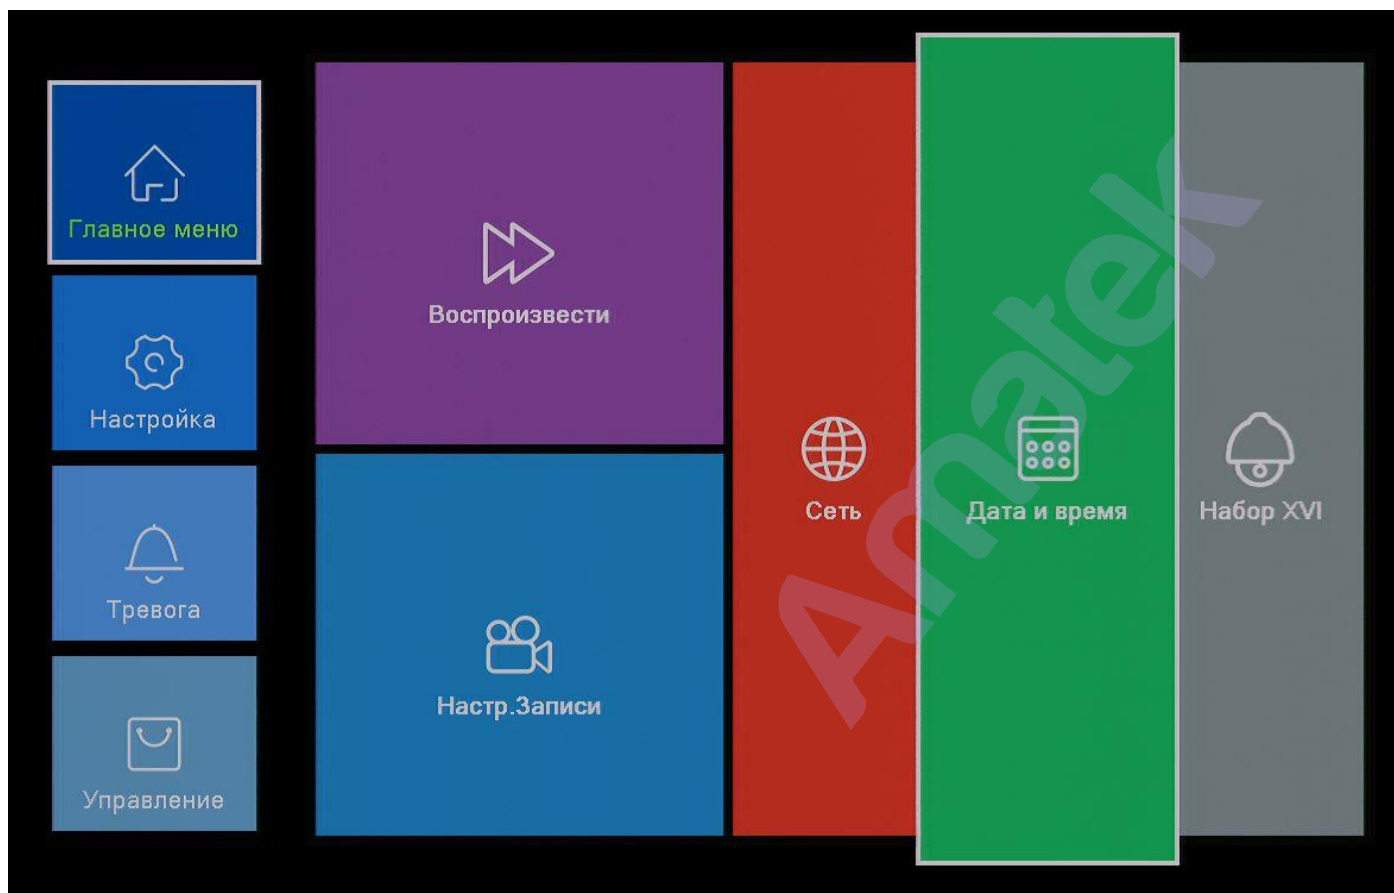 Главное меню
Настройка
Тревога
Управление
Воспроизвести
Настр.Записи
Сеть
Дата и время
Набор XVI
Amatek